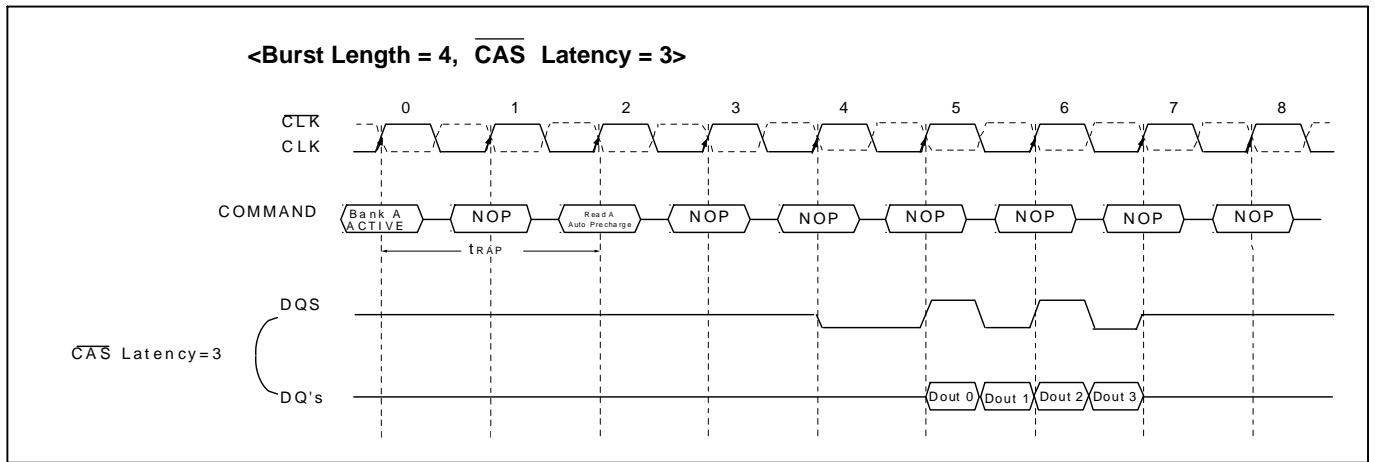 <Burst Length = 4, CAS Latency = 3>
0 1 2 3 4 5 6 7 8
CLK
CLK
COMMAND
Bank A
ACTIVE
NOP
Read A
Auto Precharge
NOP
NOP
NOP
NOP
NOP
NOP
tRAP
DQS
CAS Latency=3
DQ's
Dout 0 Dout 1 Dout 2 Dout 3